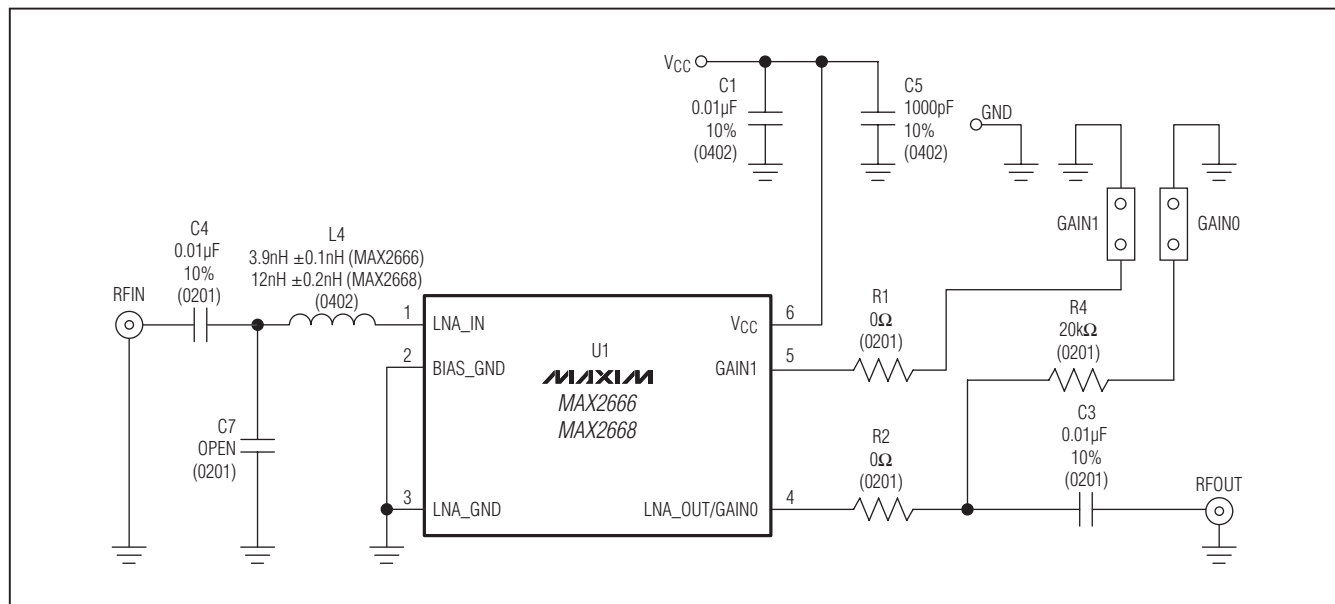 VCC
C1
0.01µF
10%
(0402)
C5
1000pF
10%
(0402)
GND
GAIN1
GAIN0
RFIN
C4
0.01µF
10%
(0201)
L4
3.9nH ±0.1nH (MAX2666)
12nH ±0.2nH (MAX2668)
(0402)
C7
OPEN
(0201)
1
LNA_IN
2
BIAS_GND
3
LNA_GND
U1
MAXIM
MAX2666
MAX2668
VCC
6
GAIN1
5
LNA_OUT/GAIN0
4
R1
0Ω
(0201)
R4
20kΩ
(0201)
R2
0Ω
(0201)
C3
0.01µF
10%
(0201)
RFOUT